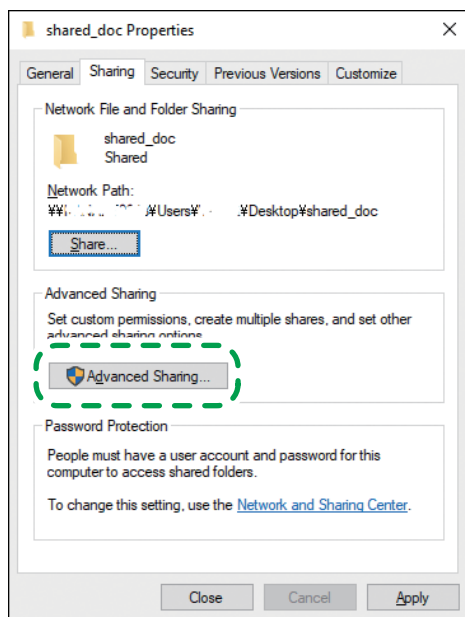 shared_doc Properties
General Sharing Security Previous Versions Customize
Network File and Folder Sharing
shared_doc
Shared
Network Path:
¥Users¥ ¥Desktop¥shared_doc
Share...
Advanced Sharing
Set custom permissions, create multiple shares, and set other
advanced sharing options.
Advanced Sharing...
Password Protection
People must have a user account and password for this
computer to access shared folders.
To change this setting, use the Network and Sharing Center.
Close Cancel Apply